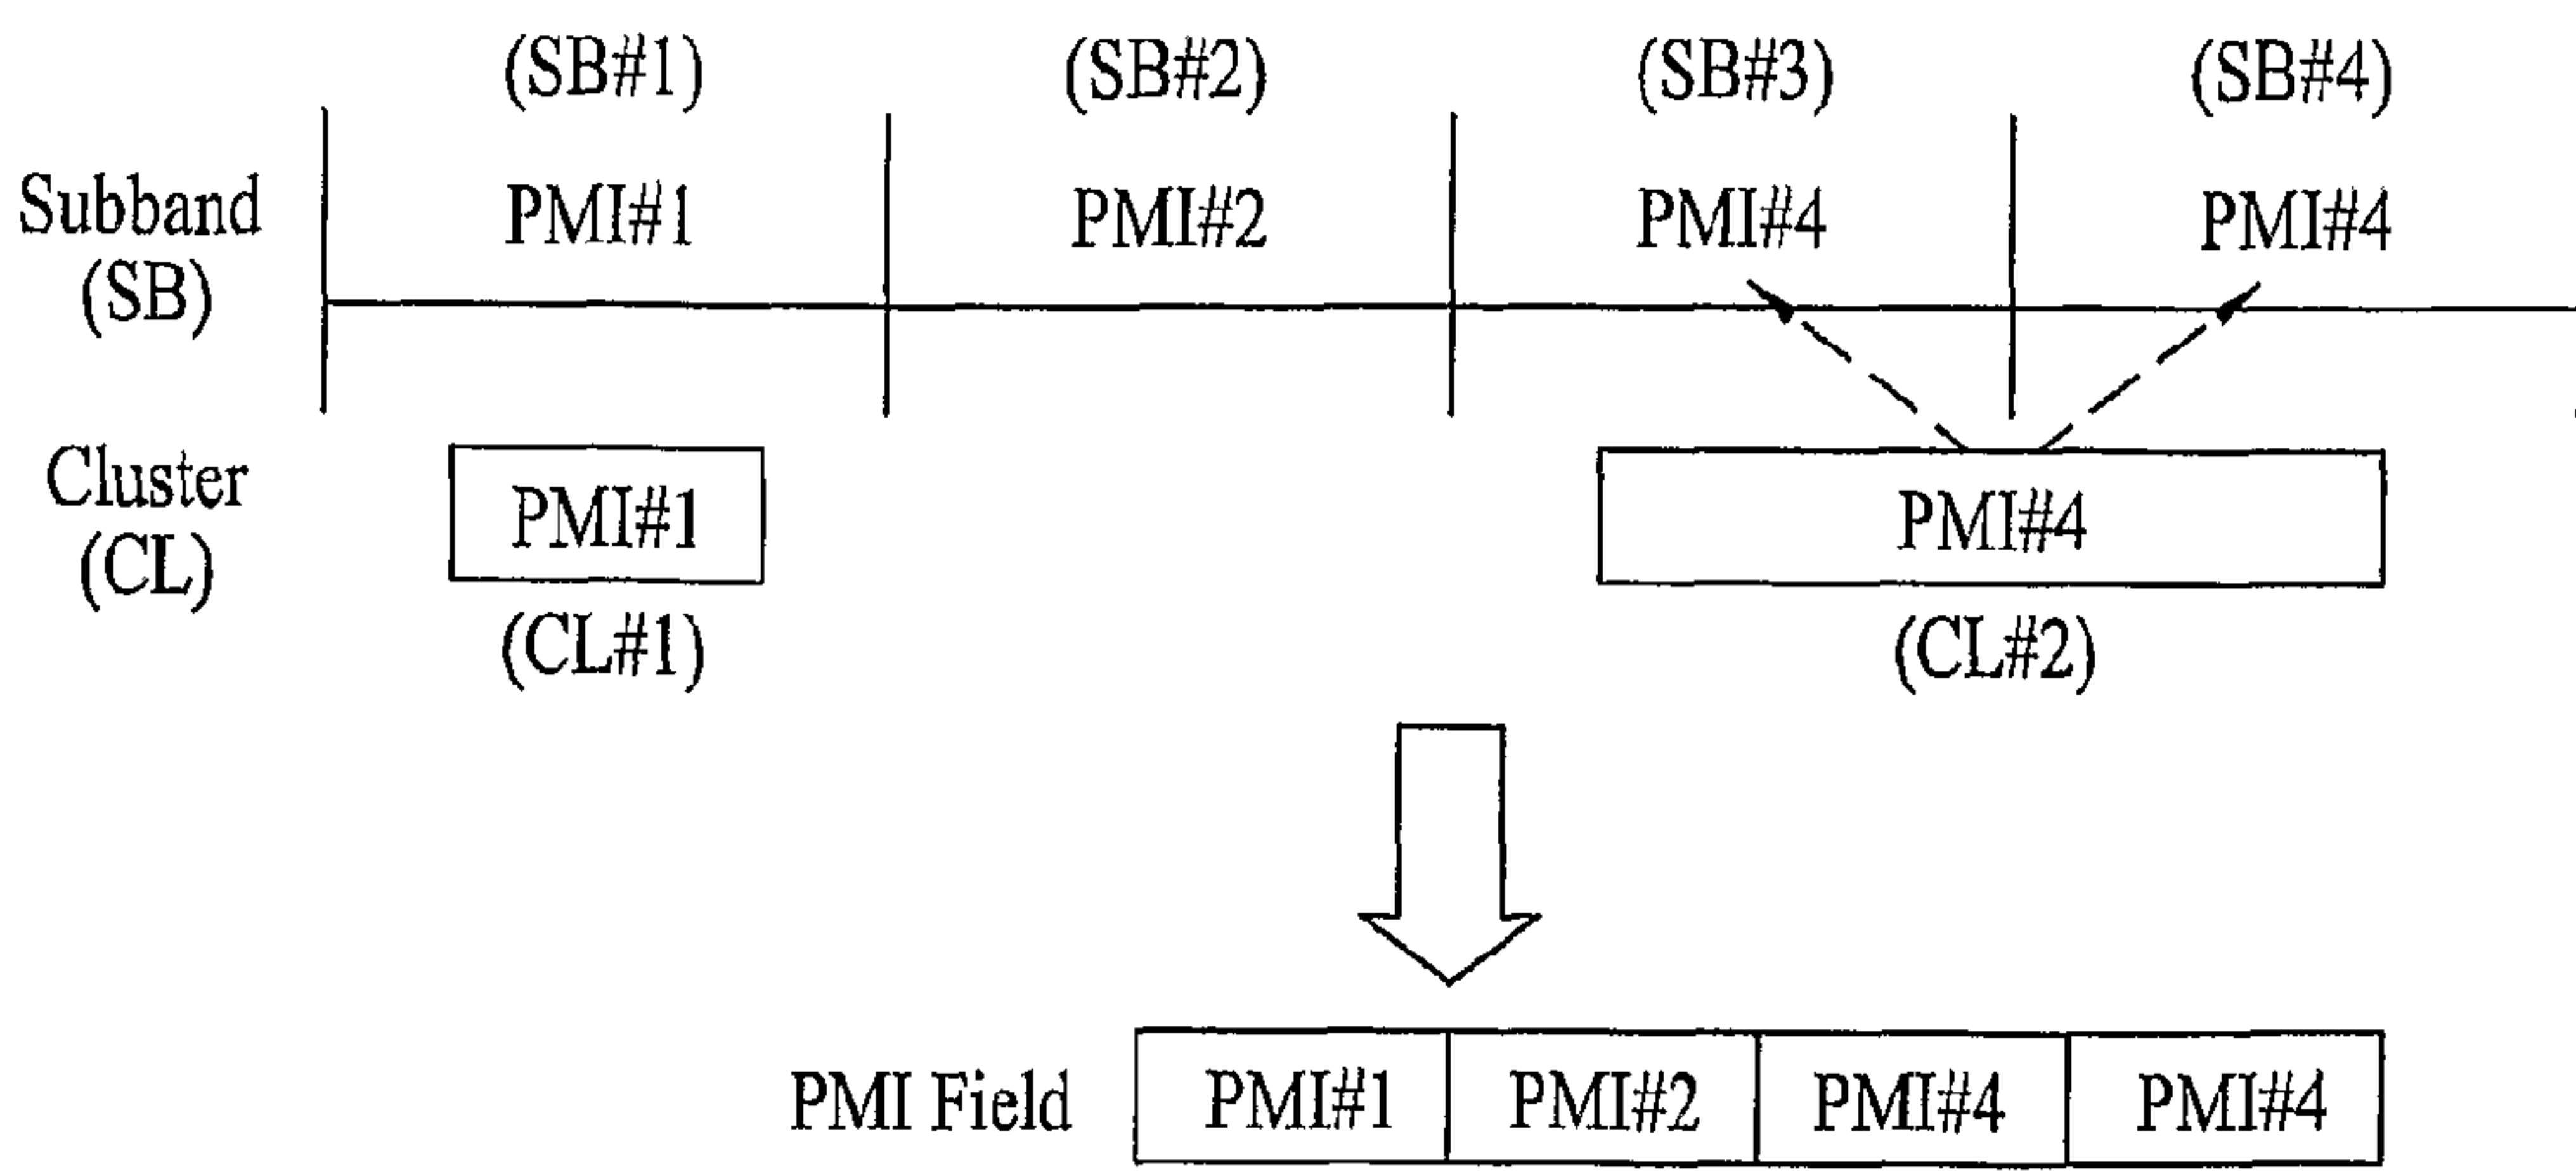 (SB#1) (SB#2) (SB#3) (SB#4)
Subband
(SB)
PMI#1 PMI#2 PMI#4 PMI#4
Cluster
(CL)
PMI#1 PMI#4
(CL#1) (CL#2)
PMI Field PMI#1 PMI#2 PMI#4 PMI#4